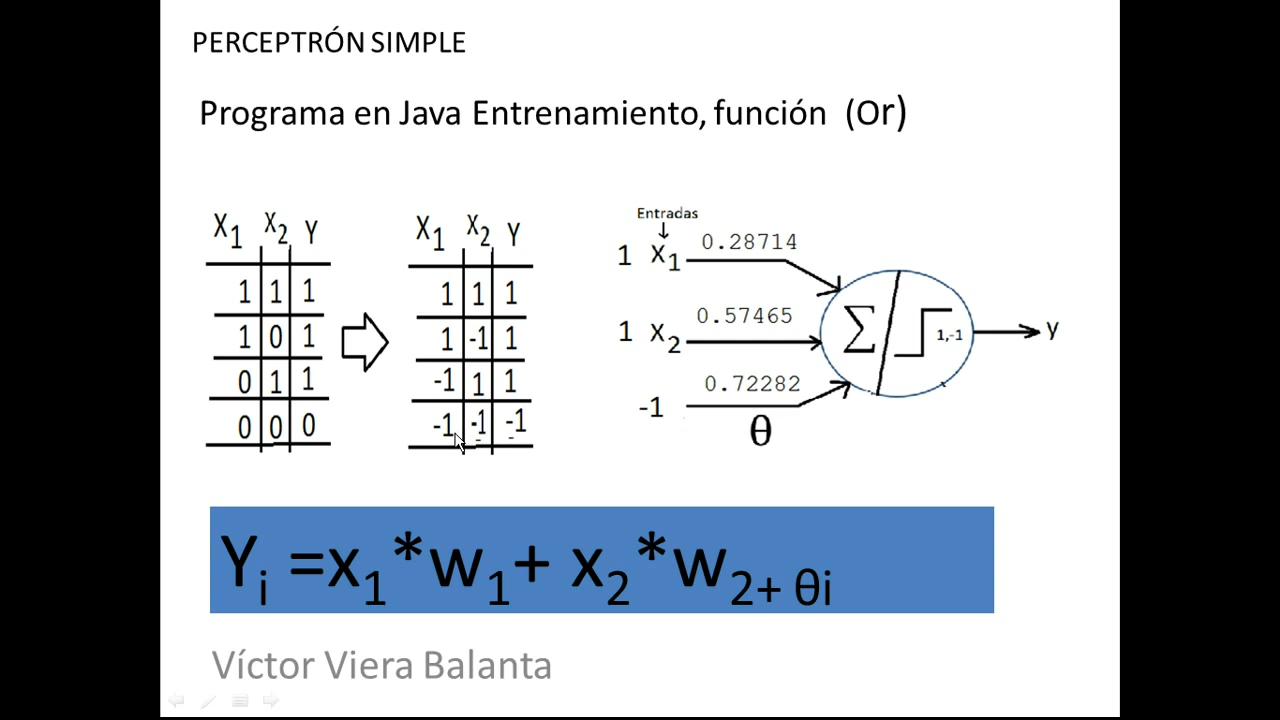 PERCEPTRÓN SIMPLE
Programa en Java Entrenamiento, función (Or)
X1 X2 Y
1 1 1
1 0 1
0 1 1
0 0 0
X1 X2 Y
1 1 1
1 -1 1
-1 1 1
-1 -1 -1
Entradas
1 X1 0.28714
1 X2 0.57465
-1 0.72282
θ
Σ 1,-1 y
Yi =x1*w1+ x2*w2+ θi
Víctor Viera Balanta